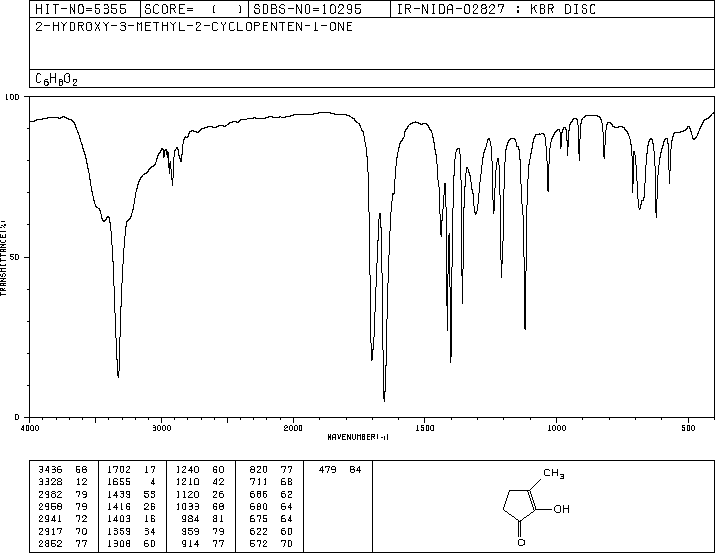 HIT-NO=5355 SCORE= ( ) SDBS-NO=10295 IR-NIDA-02827 : KBR DISC
2-HYDROXY-3-METHYL-2-CYCLOPENTEN-1-ONE
C6H8O2
100
50
0
TRANSMITTANCE(%)
4000 3000 2000 1500 1000 500
WAVENUMBER(-1)
3436 68 1702 17 1240 60 820 77 479 84
3328 12 1655 4 1210 42 711 68
2982 79 1439 55 1120 26 686 62
2958 79 1416 26 1033 68 680 64
2941 72 1403 16 984 81 675 64
2917 70 1359 34 959 79 622 60
2852 77 1308 60 914 77 572 70
CH3
OH
O